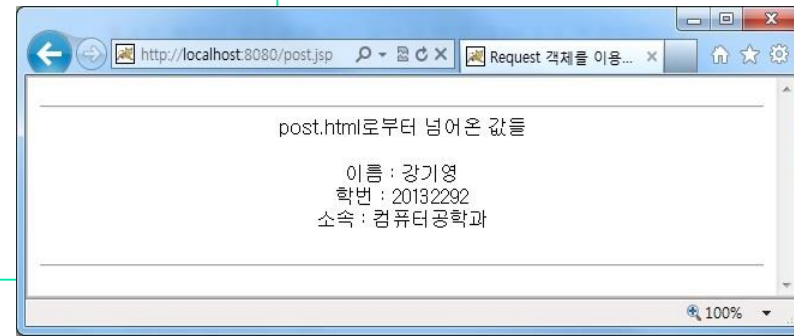 http://localhost:8080/post.jsp
Request 객체를 이용...
post.html로부터 넘어온 값들
이름 : 강기영
학번 : 20132292
소속 : 컴퓨터공학과
100%